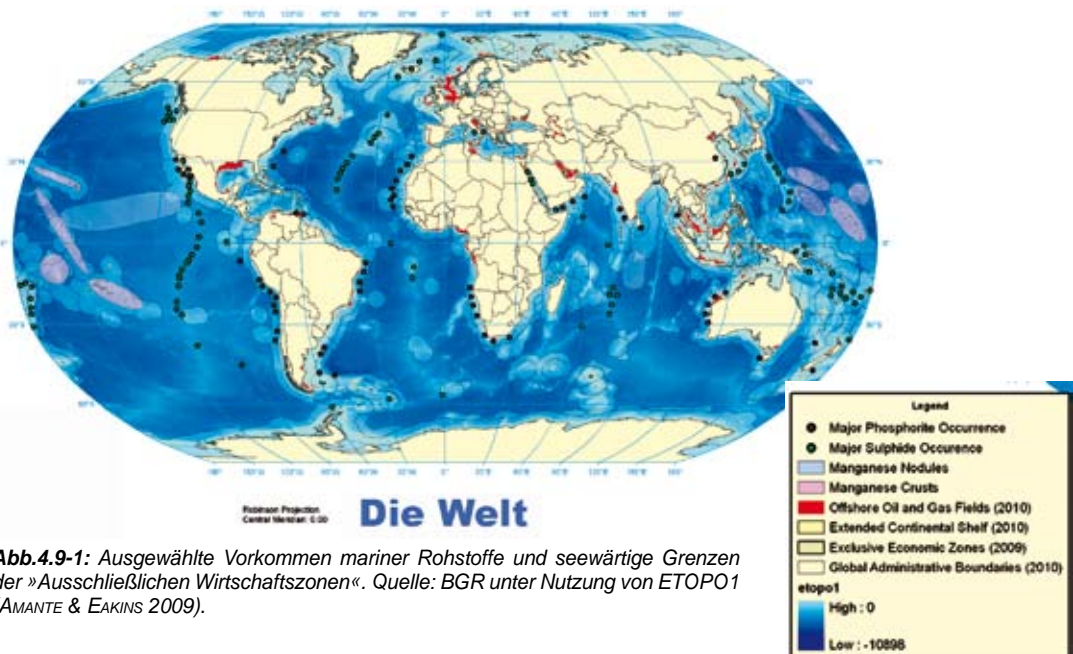 Robinson Projection
Central Meridian: 0.00
Die Welt
Legend
Major Phosphorite Occurrence
Major Sulphide Occurence
Manganese Nodules
Manganese Crusts
Offshore Oil and Gas Fields (2010)
Extended Continental Shelf (2010)
Exclusive Economic Zones (2009)
Global Administrative Boundaries (2010)
etopo1
High : 0
Low : -10898
Abb.4.9-1: Ausgewählte Vorkommen mariner Rohstoffe und seewärtige Grenzen
der »Ausschließlichen Wirtschaftszonen«. Quelle: BGR unter Nutzung von ETOPO1
(AMANTE & EAKINS 2009).